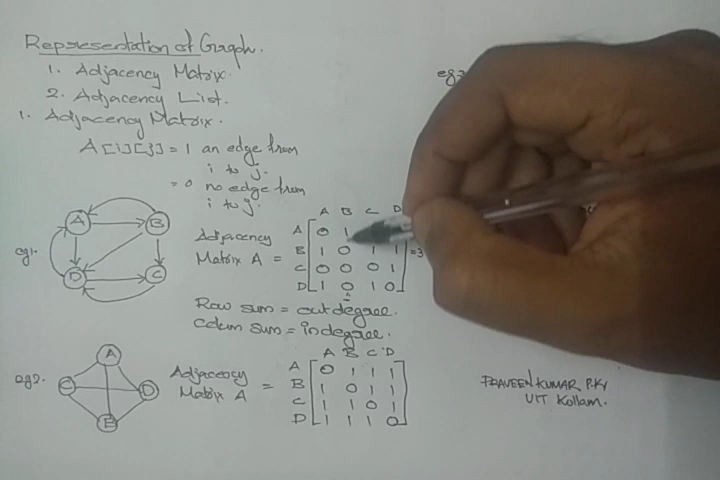 Representation of Graph.
1. Adjacency Matrix.
2. Adjacency List.
1. Adjacency Matrix.
A[i][j] = 1 an edge from
i to j.
= 0 no edge from
i to j.
eg1.
A B
D C
Adjacency
Matrix A =
A B C D
A 0 1
B 1 0 1 1 = 3
C 0 0 0 1
D 1 0 1 0
Row sum = outdegree.
Colum sum = indegree.
eg2.
A
C D
B
Adjacency
Matrix A =
A B C D
A 0 1 1 1
B 1 0 1 1
C 1 1 0 1
D 1 1 1 0
PRAVEEN KUMAR P.K,
UIT Kollam.